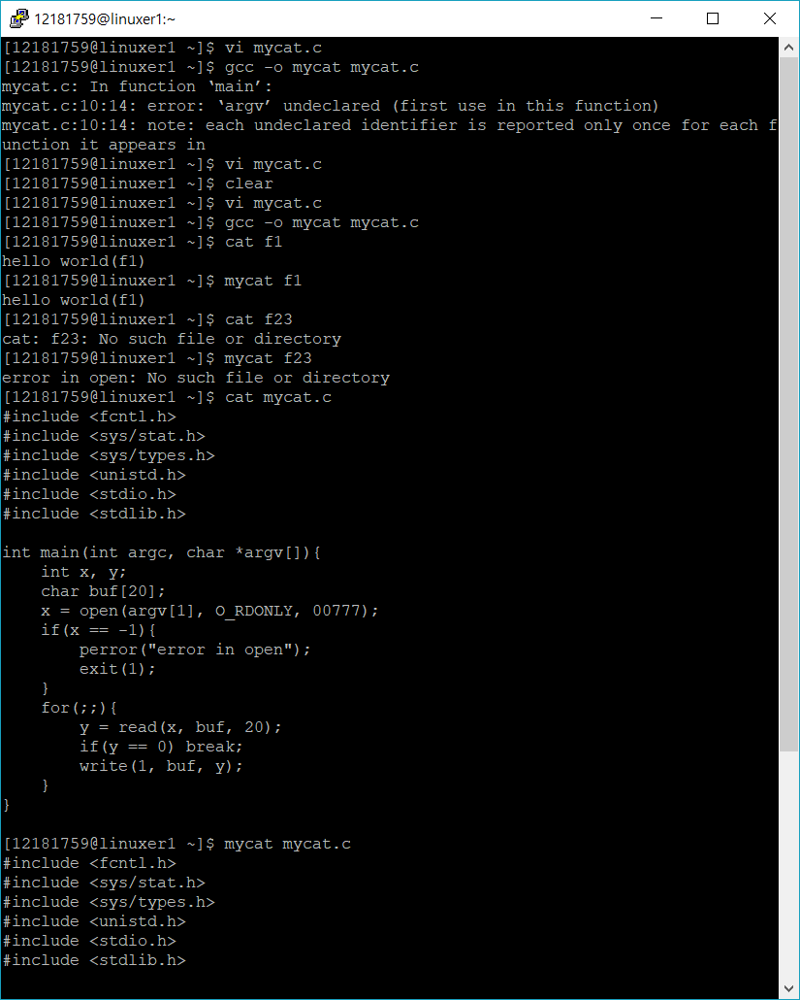 12181759@linuxer1:~
[12181759@linuxer1 ~]$ vi mycat.c
[12181759@linuxer1 ~]$ gcc -o mycat mycat.c
mycat.c: In function ‘main’:
mycat.c:10:14: error: ‘argv’ undeclared (first use in this function)
mycat.c:10:14: note: each undeclared identifier is reported only once for each f
unction it appears in
[12181759@linuxer1 ~]$ vi mycat.c
[12181759@linuxer1 ~]$ clear
[12181759@linuxer1 ~]$ vi mycat.c
[12181759@linuxer1 ~]$ gcc -o mycat mycat.c
[12181759@linuxer1 ~]$ cat f1
hello world(f1)
[12181759@linuxer1 ~]$ mycat f1
hello world(f1)
[12181759@linuxer1 ~]$ cat f23
cat: f23: No such file or directory
[12181759@linuxer1 ~]$ mycat f23
error in open: No such file or directory
[12181759@linuxer1 ~]$ cat mycat.c
#include <fcntl.h>
#include <sys/stat.h>
#include <sys/types.h>
#include <unistd.h>
#include <stdio.h>
#include <stdlib.h>

int main(int argc, char *argv[]){
    int x, y;
    char buf[20];
    x = open(argv[1], O_RDONLY, 00777);
    if(x == -1){
        perror("error in open");
        exit(1);
    }
    for(;;){
        y = read(x, buf, 20);
        if(y == 0) break;
        write(1, buf, y);
    }
}

[12181759@linuxer1 ~]$ mycat mycat.c
#include <fcntl.h>
#include <sys/stat.h>
#include <sys/types.h>
#include <unistd.h>
#include <stdio.h>
#include <stdlib.h>